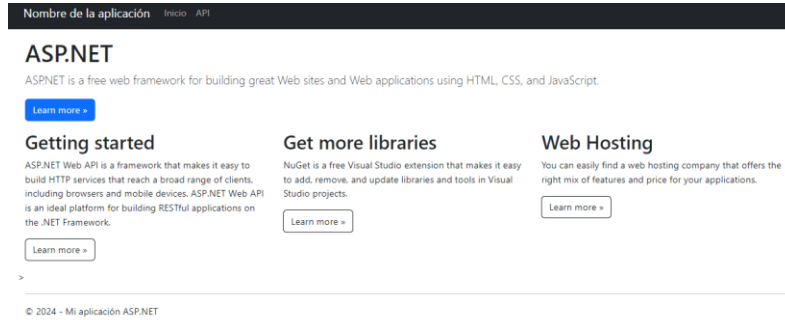 Nombre de la aplicación Inicio API
ASP.NET
ASP.NET is a free web framework for building great Web sites and Web applications using HTML, CSS, and JavaScript.
Learn more »
Getting started
ASP.NET Web API is a framework that makes it easy to
build HTTP services that reach a broad range of clients,
including browsers and mobile devices. ASP.NET Web API
is an ideal platform for building RESTful applications on
the .NET Framework.
Learn more »
Get more libraries
NuGet is a free Visual Studio extension that makes it easy
to add, remove, and update libraries and tools in Visual
Studio projects.
Learn more »
Web Hosting
You can easily find a web hosting company that offers the
right mix of features and price for your applications.
Learn more »
>
© 2024 - Mi aplicación ASP.NET